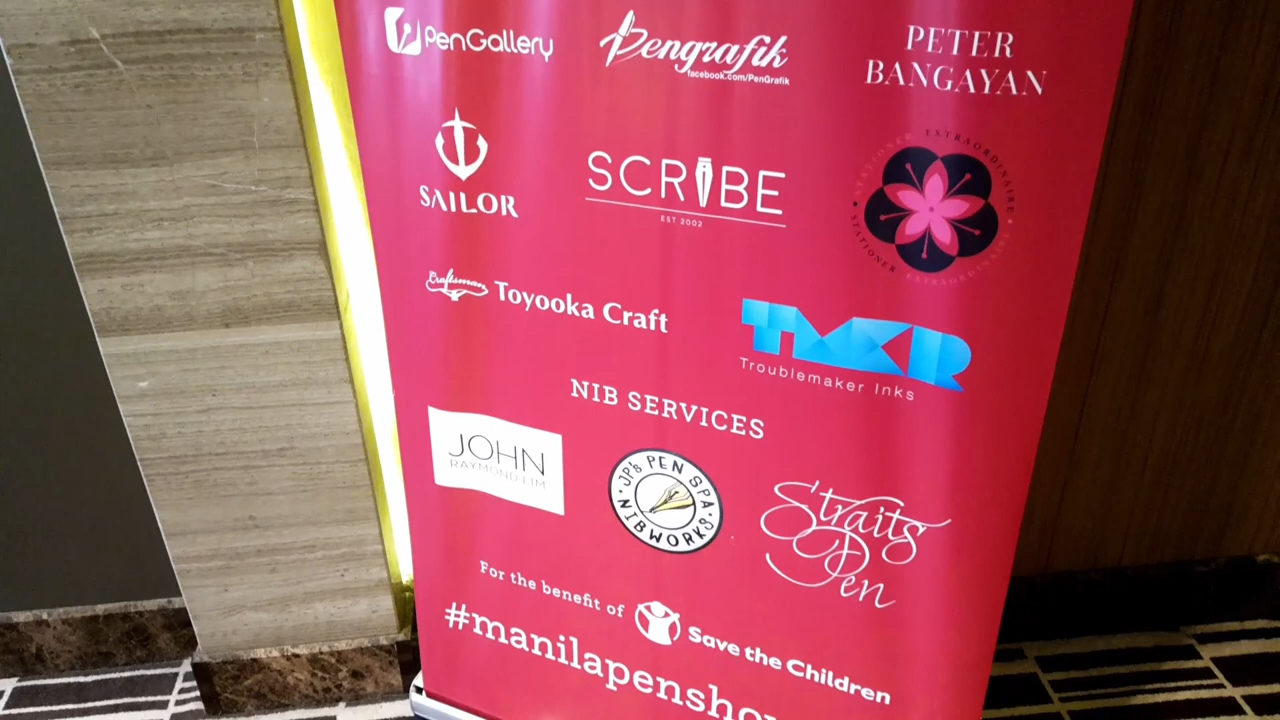 PenGallery
Pengrafik
facebook.com/PenGrafik
PETER
BANGAYAN
SAILOR
SCRIBE
EST 2002
STATIONER EXTRAORDINAIRE • STATIONER EXTRAORDINAIRE •
Craftsman
Toyooka Craft
TMKR
Troublemaker Inks
NIB SERVICES
JOHN
RAYMOND LIM
JP's PEN SPA
• NIBWORKS •
Straits
Pen
For the benefit of
Save the Children
#manilapensho